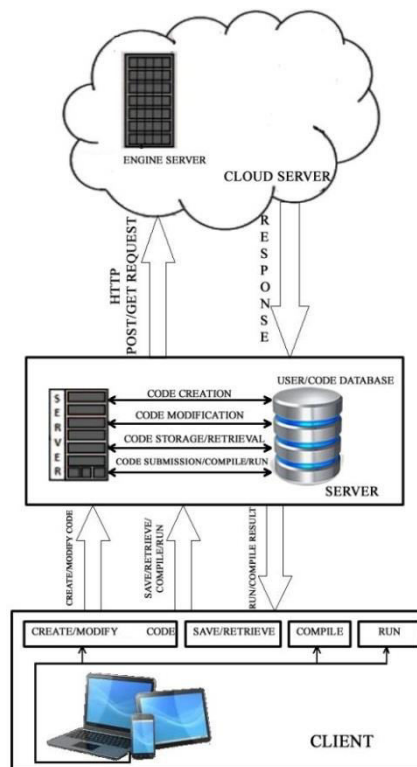 ENGINE SERVER
CLOUD SERVER
HTTP
POST/GET REQUEST
RESPONSE
SERVER
USER/CODE DATABASE
CODE CREATION
CODE MODIFICATION
CODE STORAGE/RETRIEVAL
CODE SUBMISSION/COMPILE/RUN
SERVER
CREATE/MODIFY CODE
SAVE/RETRIEVE/
COMPILE/RUN
RUN/COMPILE RESULT
CREATE/MODIFY CODE
SAVE/RETRIEVE
COMPILE
RUN
CLIENT